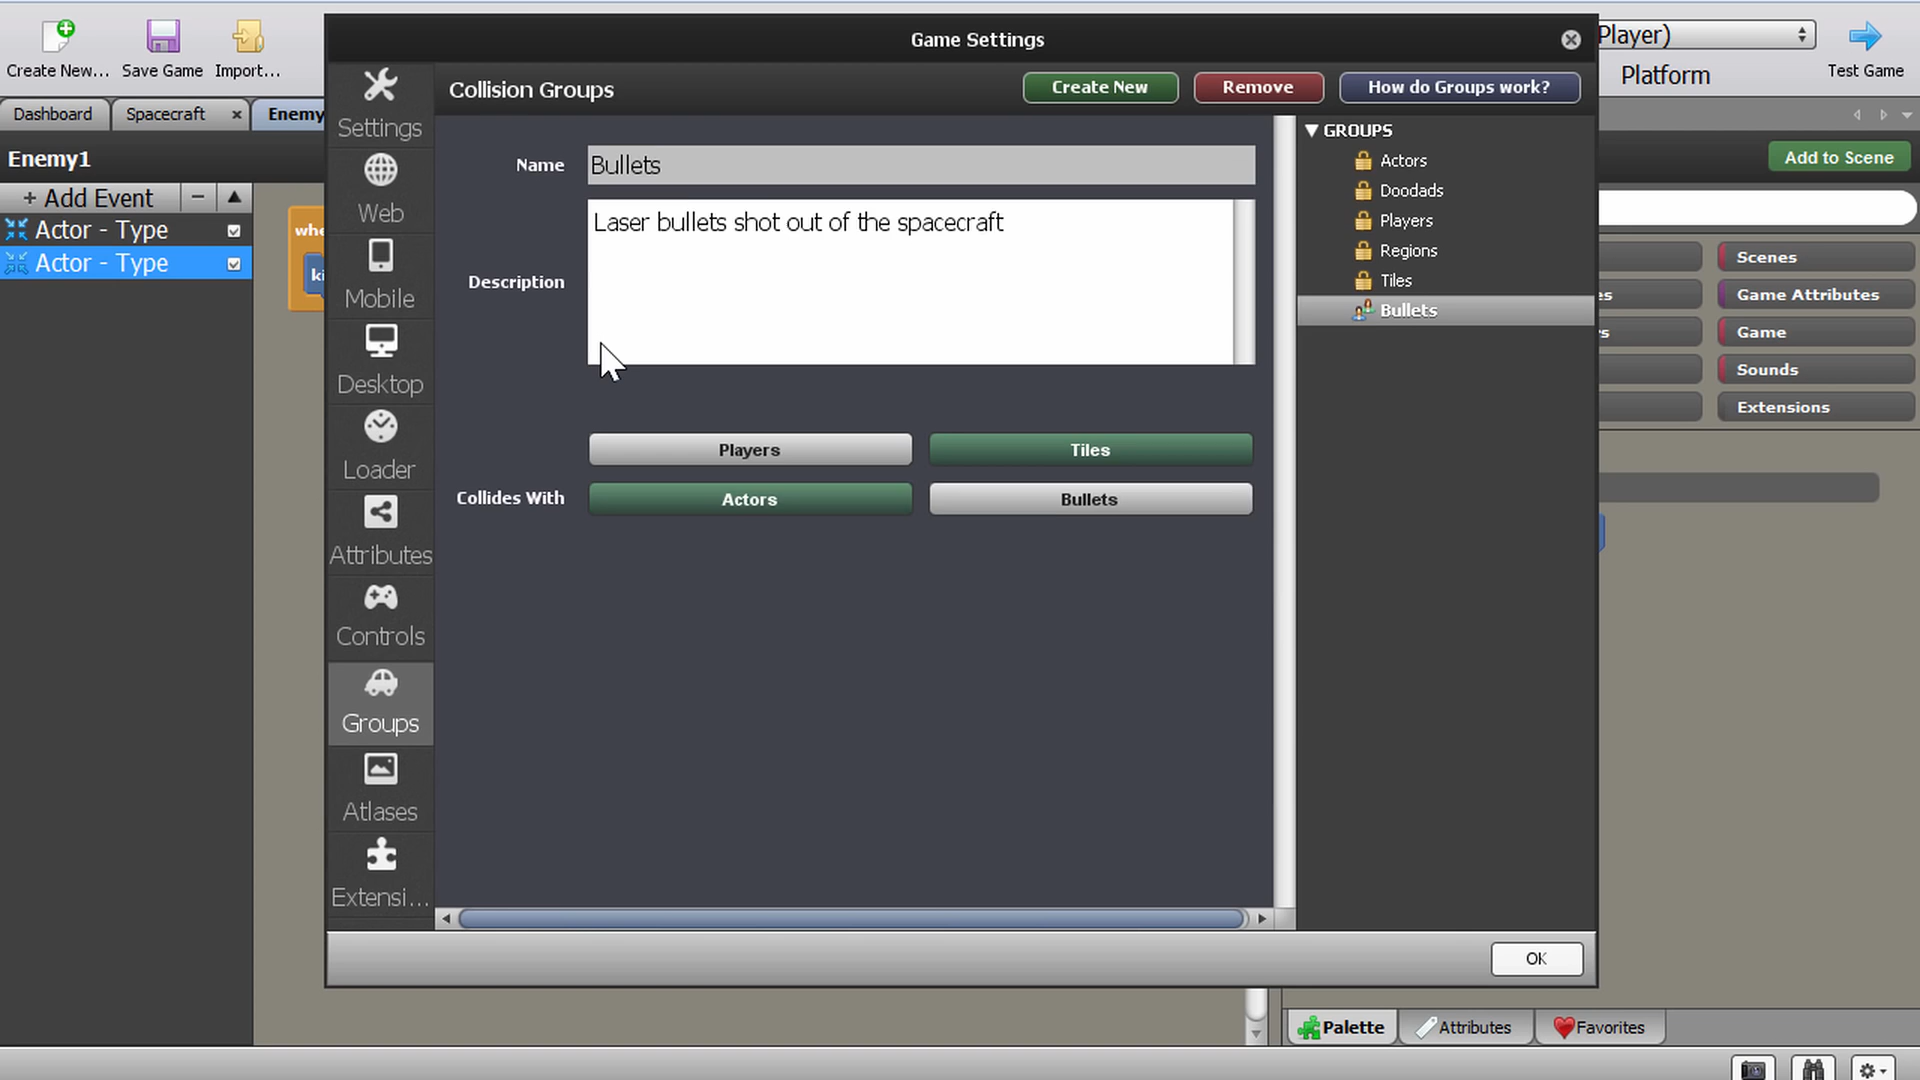 Create New...
Save Game
Import...
Game Settings
Player)
Platform
Test Game
Dashboard
Spacecraft
Enemy
Enemy1
Add to Scene
+ Add Event
Actor - Type
Actor - Type
Settings
Web
Mobile
Desktop
Loader
Attributes
Controls
Groups
Atlases
Extensi...
Collision Groups
Create New
Remove
How do Groups work?
Name
Bullets
Description
Laser bullets shot out of the spacecraft
Collides With
Players
Tiles
Actors
Bullets
GROUPS
Actors
Doodads
Players
Regions
Tiles
Bullets
OK
Scenes
Game Attributes
Game
Sounds
Extensions
Palette
Attributes
Favorites